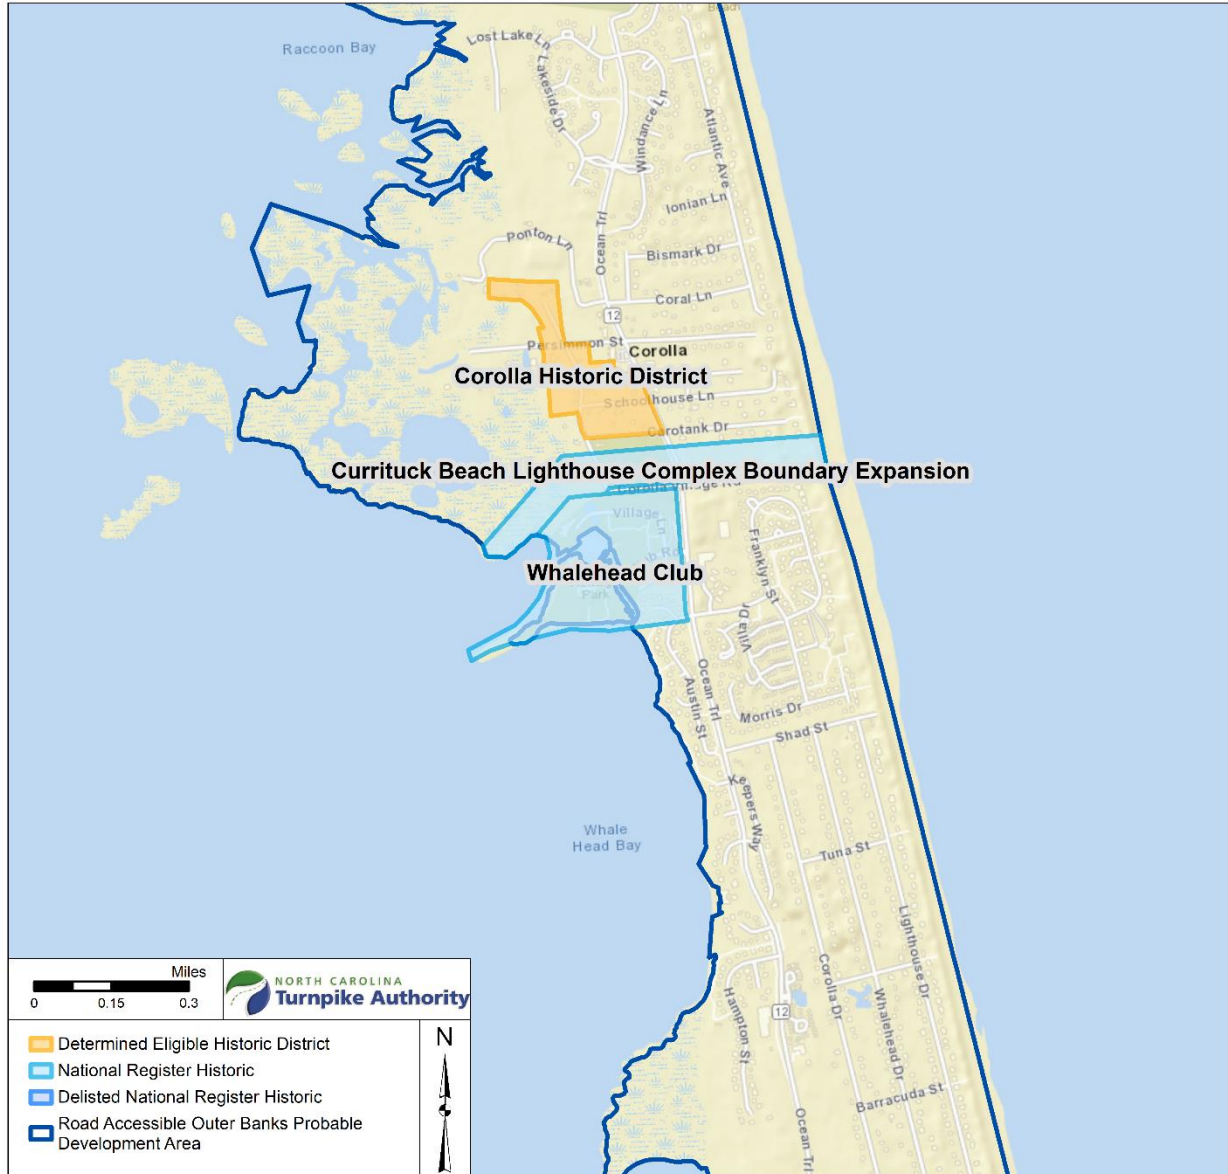 Beach
Raccoon Bay
Lost Lake Ln
Lakeside Dr
Windance Ln
Atlantic Ave
Ionian Ln
Ponton Ln
Ocean Trl
Bismark Dr
Coral Ln
12
Persimmon St
Corolla
Corolla Historic District
Schoolhouse Ln
Carotank Dr
Currituck Beach Lighthouse Complex Boundary Expansion
Village Ln
Franklyn St
Whalehead Club
Park
Villa Dr
Ocean Trl
Austin St
Morris Dr
Shad St
Keepers Way
Whale
Head Bay
Tuna St
Lighthouse Dr
Corolla Dr
Whalehead Dr
Hampton St
12
Barracuda St
Ocean Trl
Miles
0 0.15 0.3
NORTH CAROLINA
Turnpike Authority
N
Determined Eligible Historic District
National Register Historic
Delisted National Register Historic
Road Accessible Outer Banks Probable
Development Area